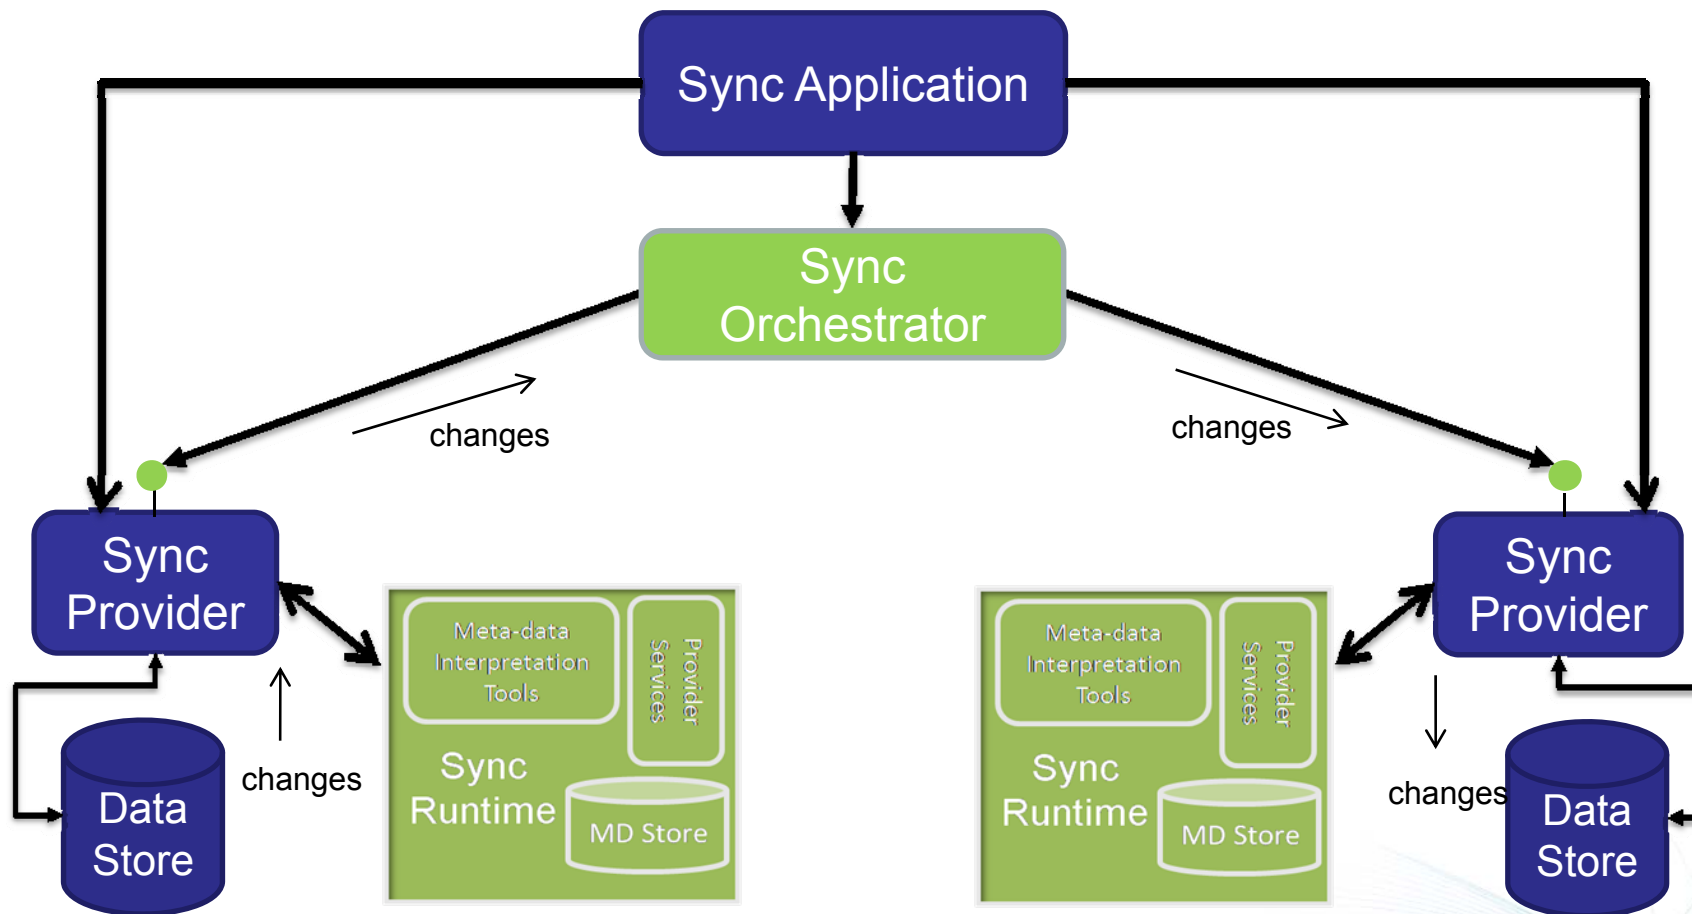 Sync Application
Sync
Orchestrator
changes
changes
Sync
Provider
Sync
Provider
Meta-data
Interpretation
Tools
Provider
Services
Sync
Runtime
MD Store
Meta-data
Interpretation
Tools
Provider
Services
Sync
Runtime
MD Store
changes
changes
Data
Store
Data
Store